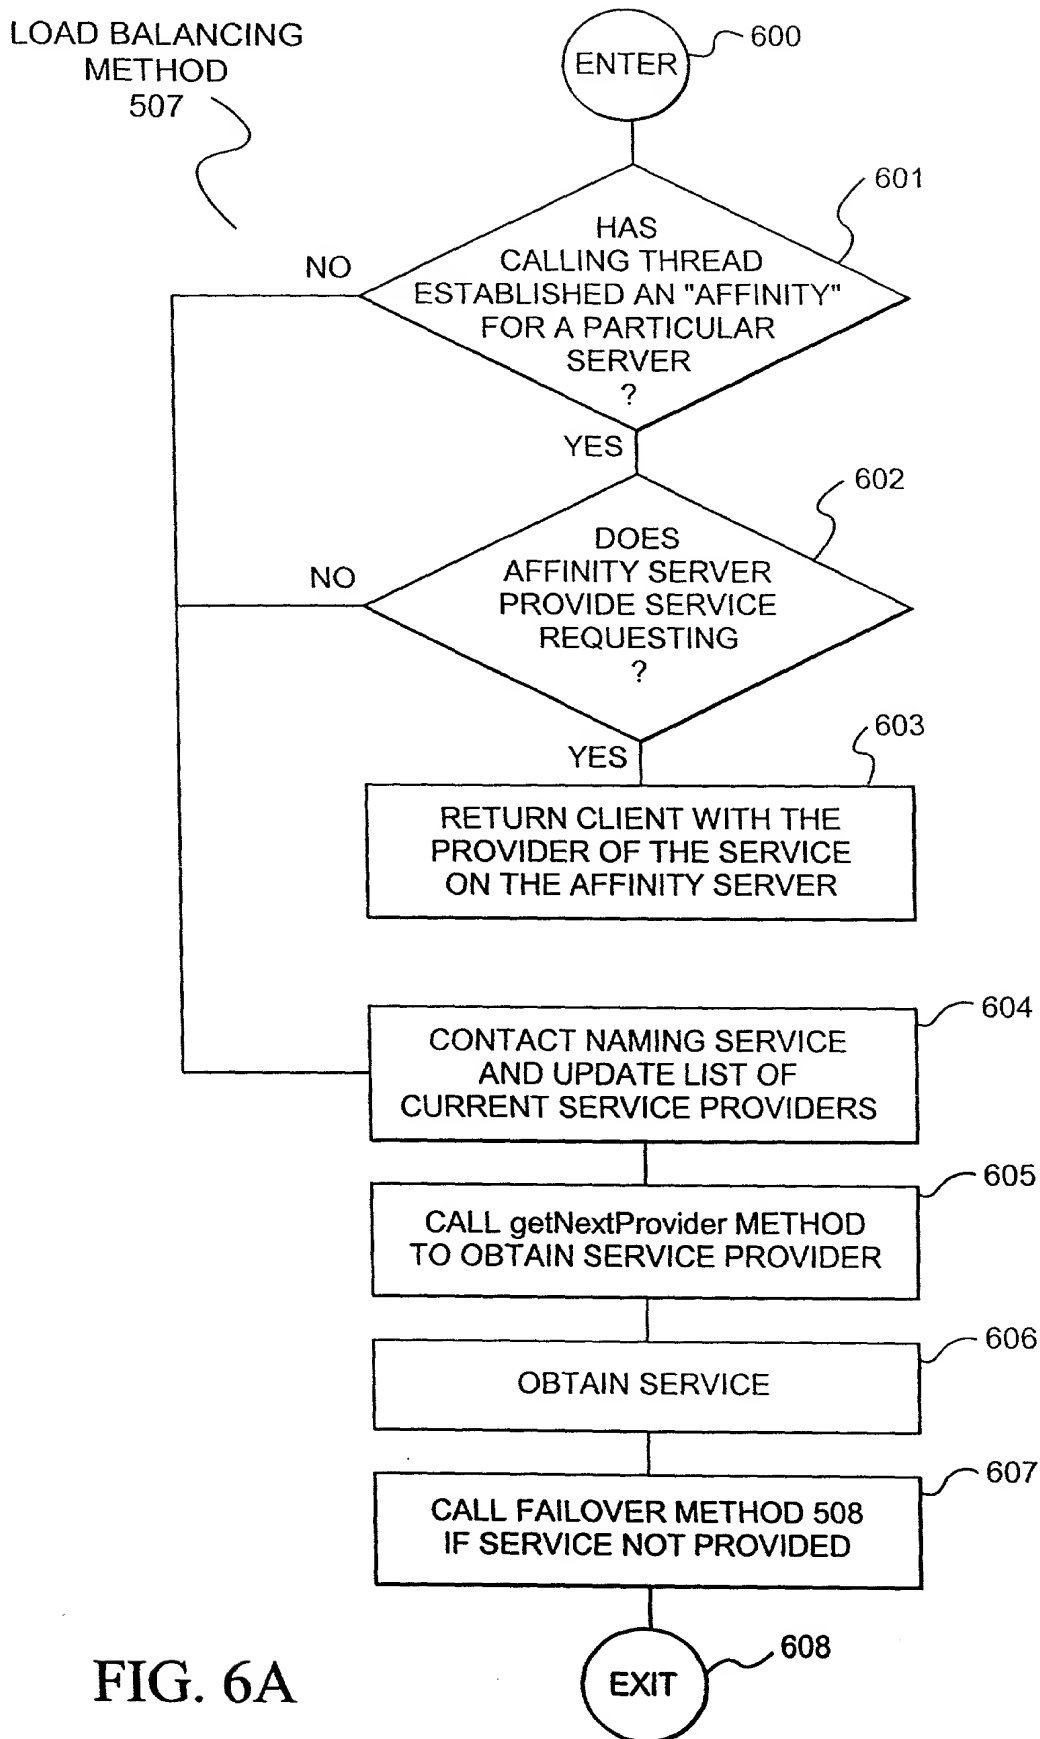 LOAD BALANCING
METHOD
507
ENTER
600
601
HAS
CALLING THREAD
ESTABLISHED AN "AFFINITY"
FOR A PARTICULAR
SERVER
?
NO
YES
602
DOES
AFFINITY SERVER
PROVIDE SERVICE
REQUESTING
?
NO
YES
603
RETURN CLIENT WITH THE
PROVIDER OF THE SERVICE
ON THE AFFINITY SERVER
604
CONTACT NAMING SERVICE
AND UPDATE LIST OF
CURRENT SERVICE PROVIDERS
605
CALL getNextProvider METHOD
TO OBTAIN SERVICE PROVIDER
606
OBTAIN SERVICE
607
CALL FAILOVER METHOD 508
IF SERVICE NOT PROVIDED
608
EXIT
FIG. 6A